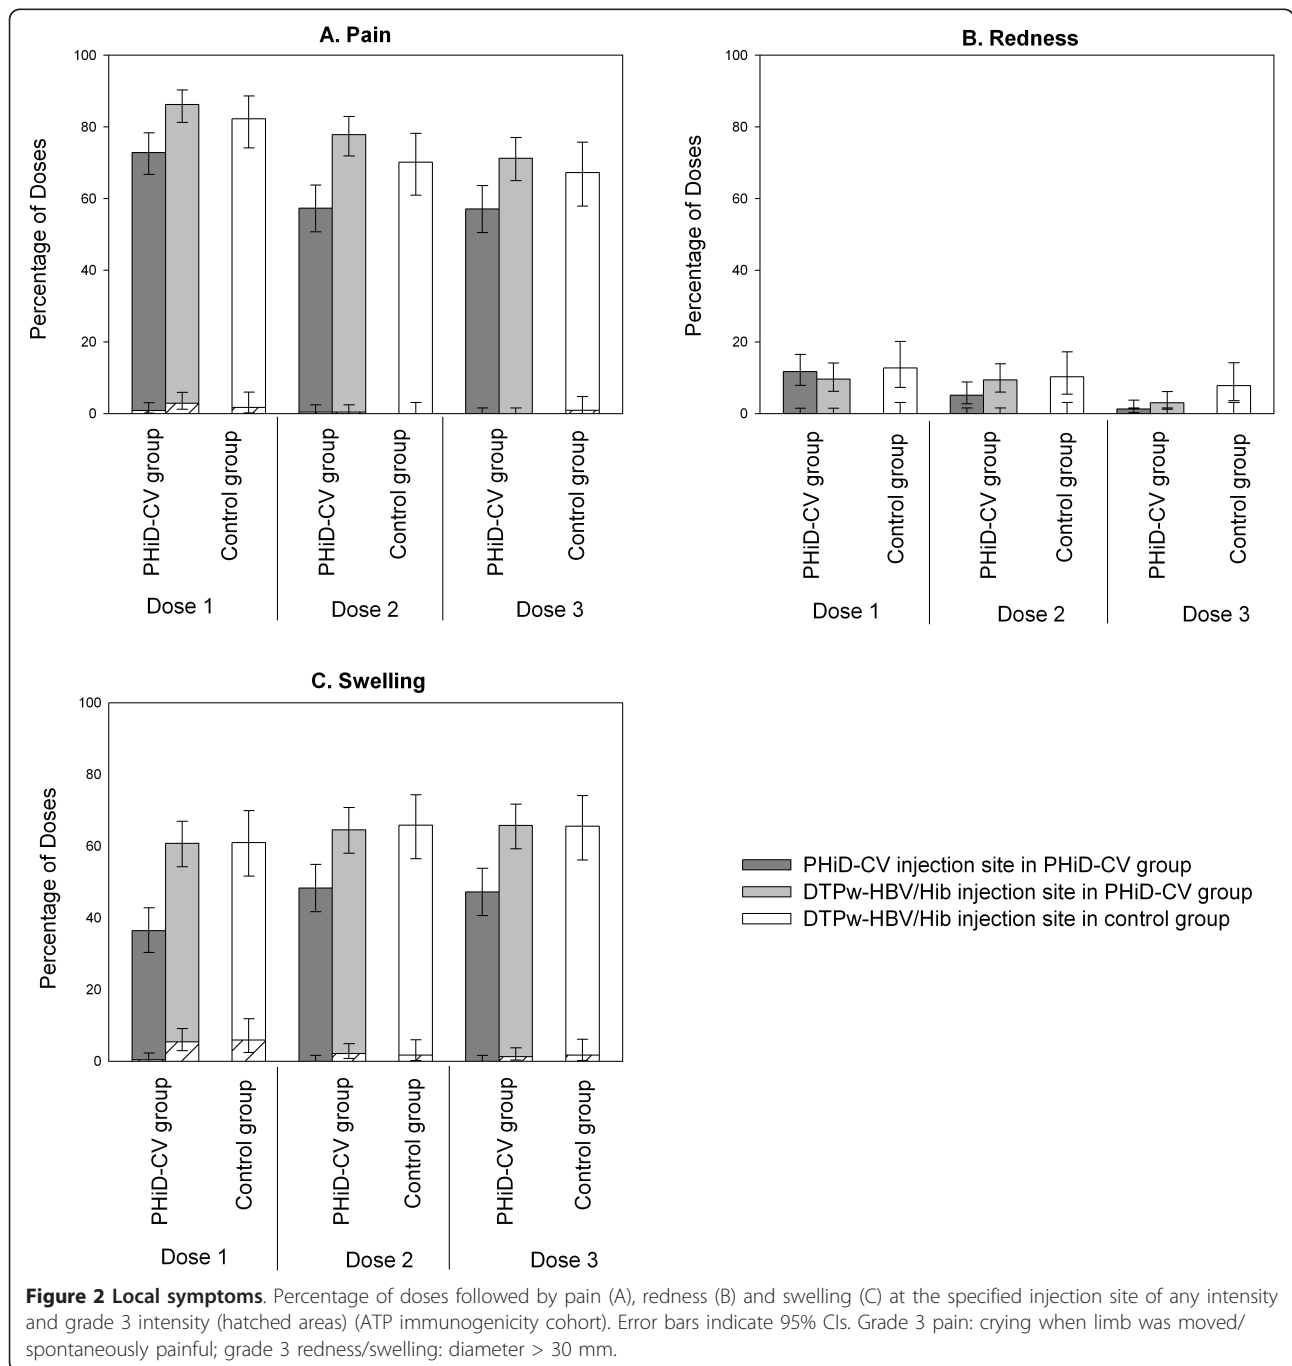 A. Pain
100
80
60
40
20
0
Percentage of Doses
PHiD-CV group
Control group
PHiD-CV group
Control group
PHiD-CV group
Control group
Dose 1
Dose 2
Dose 3
B. Redness
100
80
60
40
20
0
Percentage of Doses
PHiD-CV group
Control group
PHiD-CV group
Control group
PHiD-CV group
Control group
Dose 1
Dose 2
Dose 3
C. Swelling
100
80
60
40
20
0
Percentage of Doses
PHiD-CV group
Control group
PHiD-CV group
Control group
PHiD-CV group
Control group
Dose 1
Dose 2
Dose 3
PHiD-CV injection site in PHiD-CV group
DTPw-HBV/Hib injection site in PHiD-CV group
DTPw-HBV/Hib injection site in control group
Figure 2 Local symptoms. Percentage of doses followed by pain (A), redness (B) and swelling (C) at the specified injection site of any intensity
and grade 3 intensity (hatched areas) (ATP immunogenicity cohort). Error bars indicate 95% CIs. Grade 3 pain: crying when limb was moved/
spontaneously painful; grade 3 redness/swelling: diameter > 30 mm.